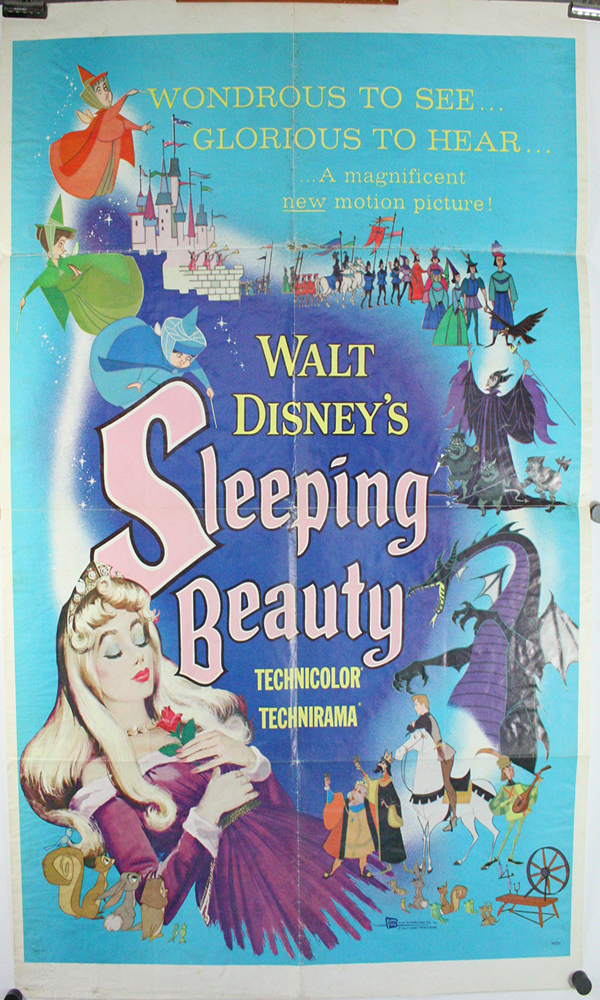 WONDROUS TO SEE...
GLORIOUS TO HEAR...
...A magnificent
new motion picture!
WALT
DISNEY'S
Sleeping
Beauty
TECHNICOLOR®
TECHNIRAMA®